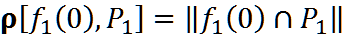 𝛒[𝑓₁(0), 𝑃₁] = ‖𝑓₁(0) ∩ 𝑃₁‖